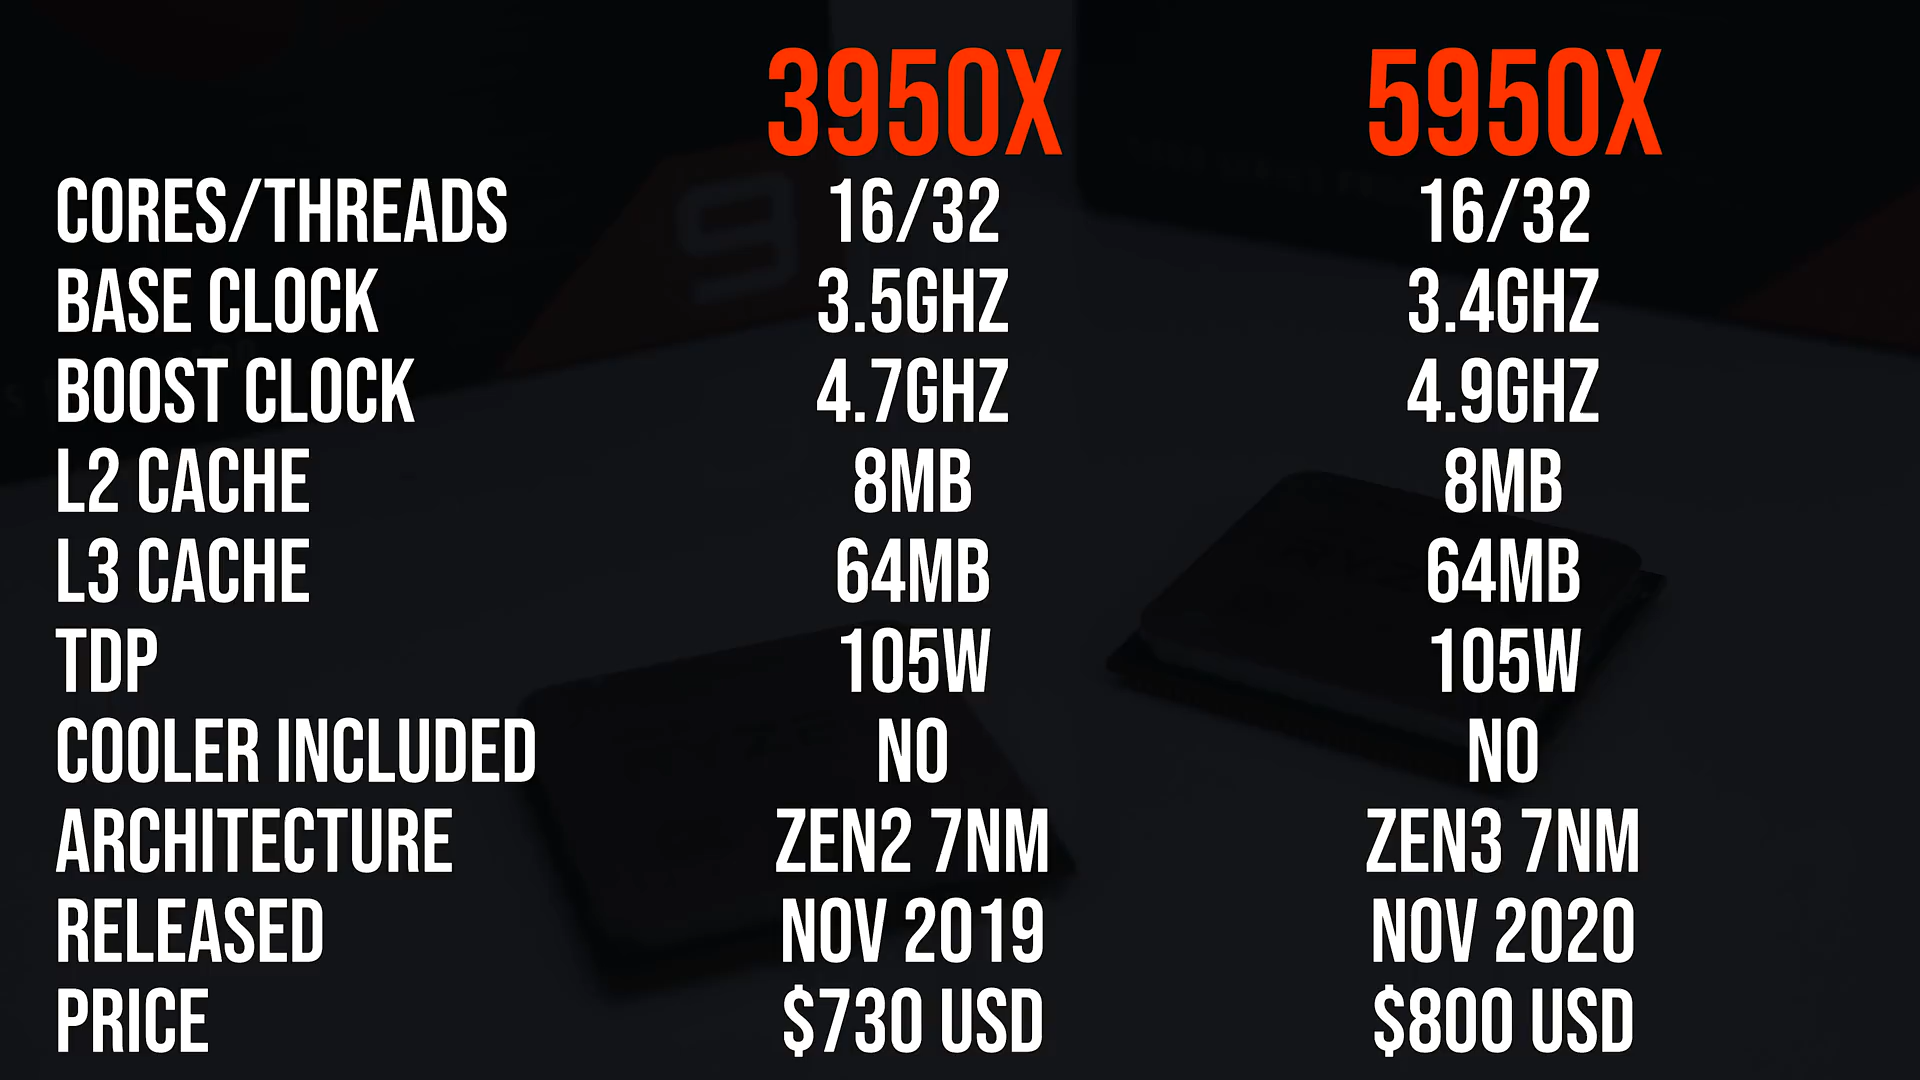 3950X 5950X
CORES/THREADS 16/32 16/32
BASE CLOCK 3.5GHZ 3.4GHZ
BOOST CLOCK 4.7GHZ 4.9GHZ
L2 CACHE 8MB 8MB
L3 CACHE 64MB 64MB
TDP 105W 105W
COOLER INCLUDED NO NO
ARCHITECTURE ZEN2 7NM ZEN3 7NM
RELEASED NOV 2019 NOV 2020
PRICE $730 USD $800 USD
9